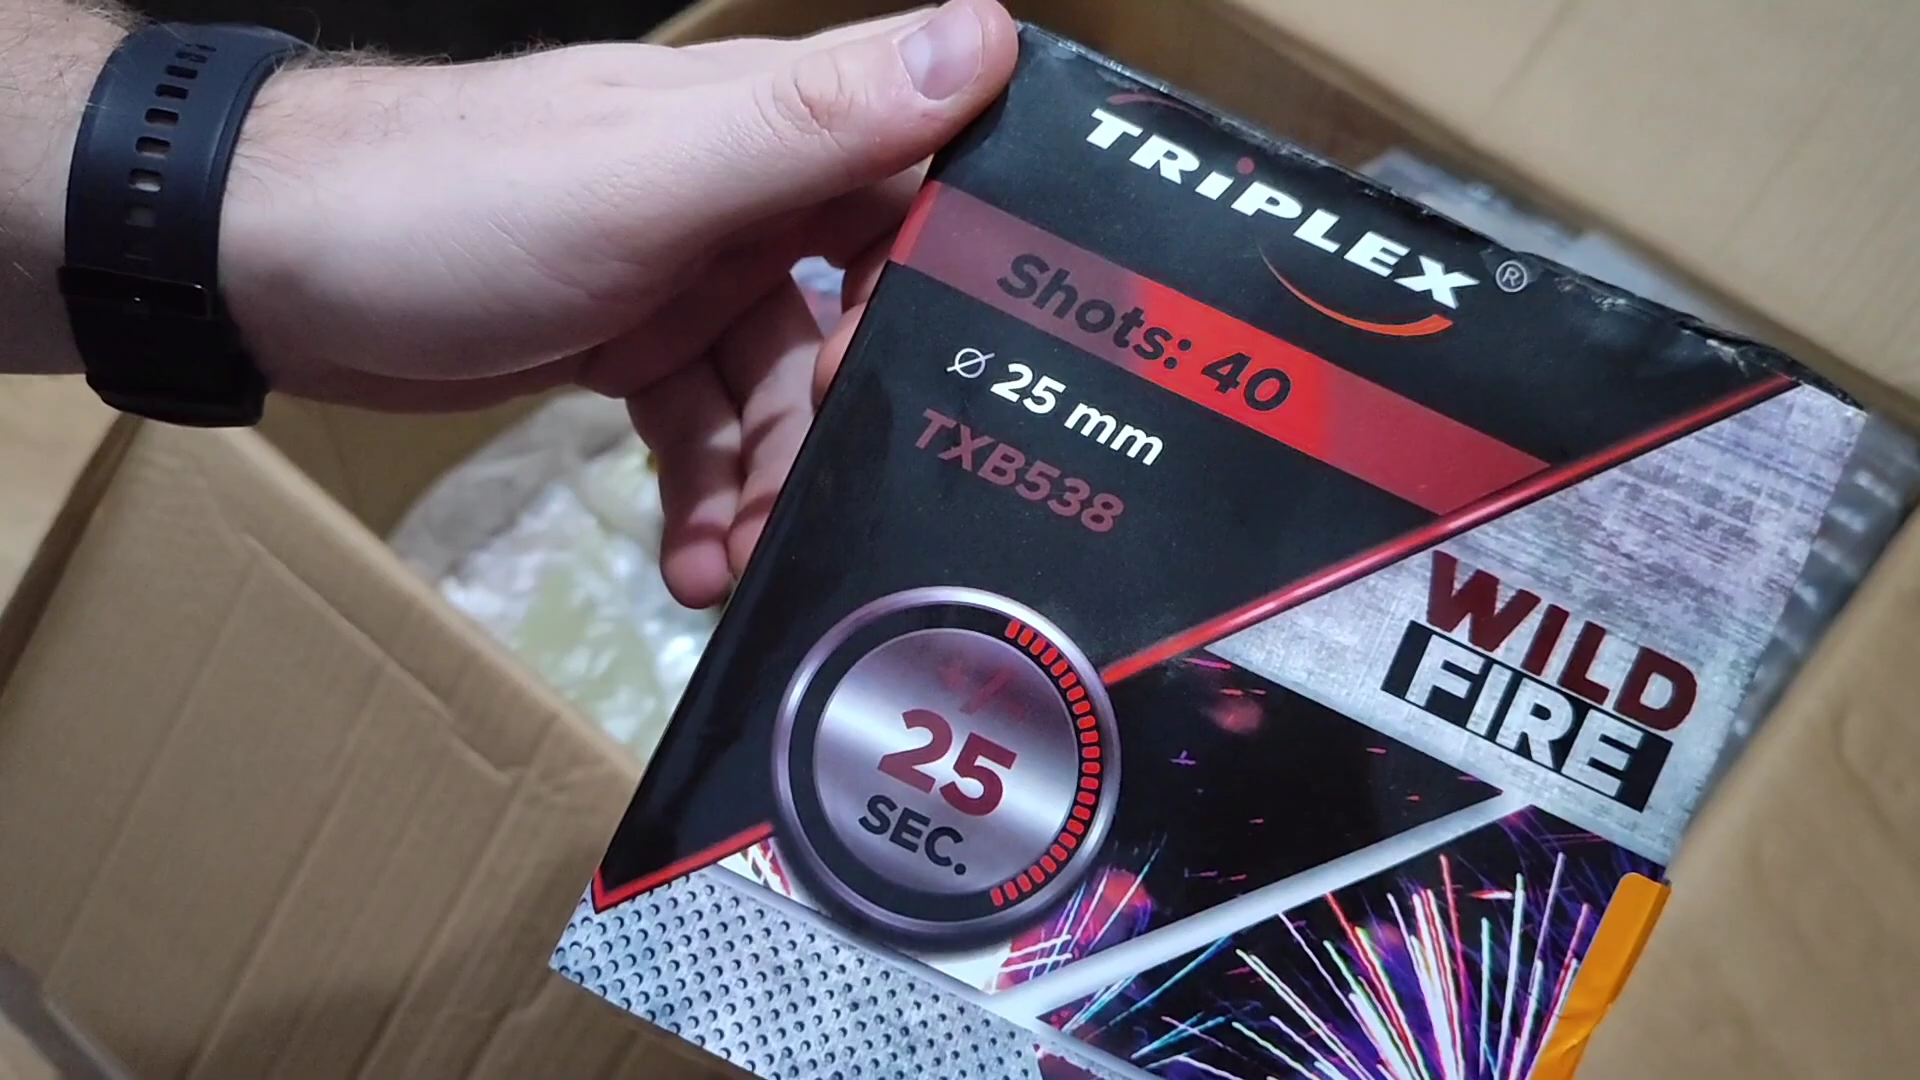 TRiPLEX®
Shots: 40
Ø 25 mm
TXB538
WILD
FIRE
+/-
25
SEC.